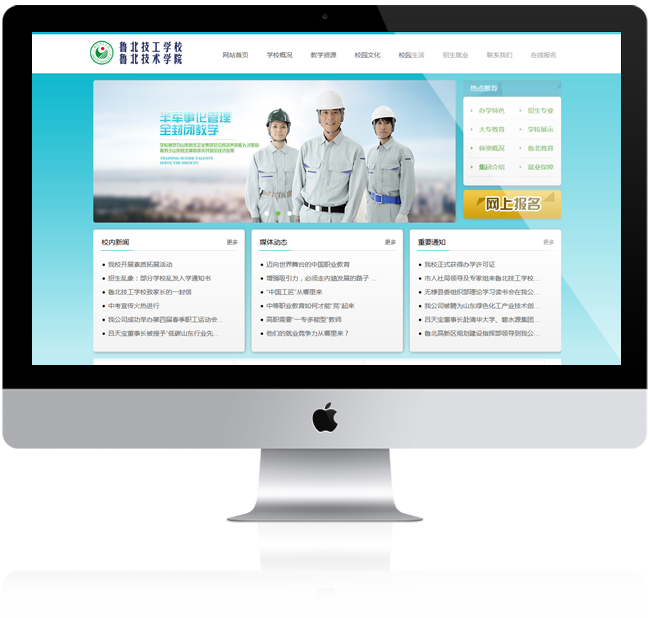 鲁北技工学校
鲁北技术学院
网站首页 学校概况 教学资源 校园文化 校园生活 招生就业 联系我们 在线报名
半军事化管理
全封闭教学
TRAINING SENIOR TALENTS
SERVE THE SOCIETY
热点推荐
办学特色 招生专业
大专教育 学校展示
师资概况 鲁北教育
集团介绍 就业保障
网上报名
校内新闻 更多
我校开展素质拓展活动
招生乱象：部分学校乱发入学通知书
鲁北技工学校致家长的一封信
中考宣传火热进行
我公司成功举办第四届春季职工运动会...
吕天宝董事长被授予“低碳山东行业先...
媒体动态 更多
迈向世界舞台的中国职业教育
增强吸引力，必须走内涵发展的路子 ...
“中国工匠”从哪里来
中等职业教育如何才能“亮”起来
高职需要“一专多能型”教师
他们的就业竞争力从哪里来？
重要通知 更多
我校正式获得办学许可证
市人社局领导及专家组来鲁北技工学校...
无棣县委组织部理论学习读书会在我公...
我公司被聘为山东绿色化工产业技术创...
吕天宝董事长赴清华大学、碧水源集团...
鲁北高新区规划建设指挥部领导到我公...